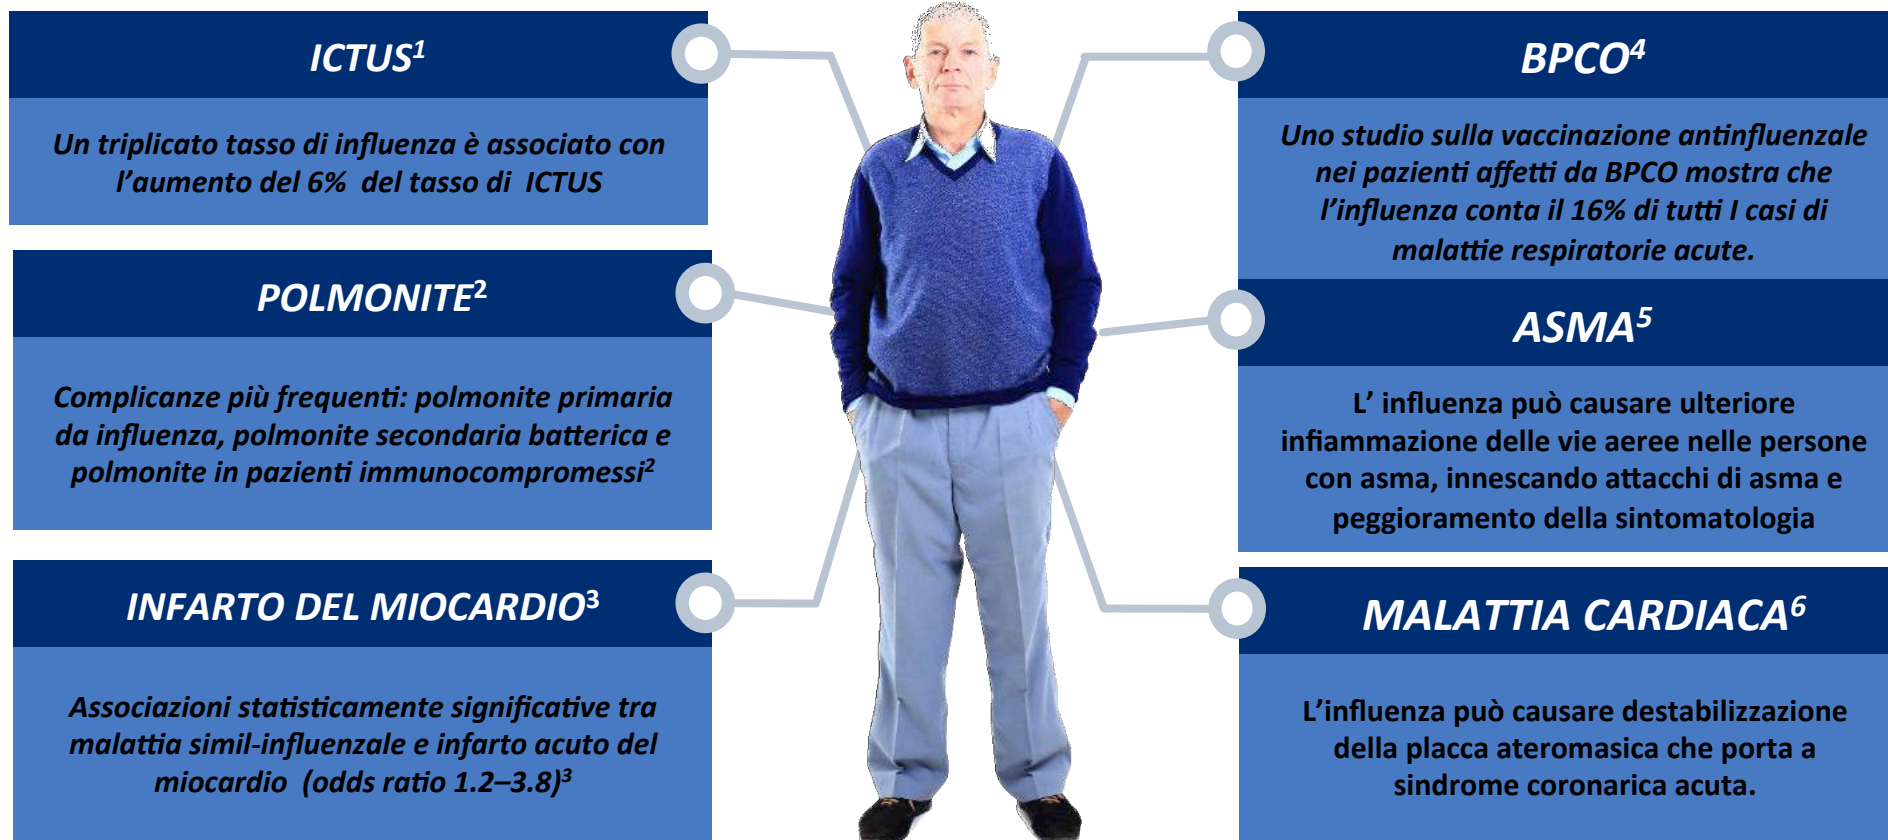 ICTUS1
Un triplicato tasso di influenza è associato con
l’aumento del 6% del tasso di ICTUS
POLMONITE2
Complicanze più frequenti: polmonite primaria
da influenza, polmonite secondaria batterica e
polmonite in pazienti immunocompromessi2
INFARTO DEL MIOCARDIO3
Associazioni statisticamente significative tra
malattia simil-influenzale e infarto acuto del
miocardio (odds ratio 1.2–3.8)3
BPCO4
Uno studio sulla vaccinazione antinfluenzale
nei pazienti affetti da BPCO mostra che
l’influenza conta il 16% di tutti I casi di
malattie respiratorie acute.
ASMA5
L’ influenza può causare ulteriore
infiammazione delle vie aeree nelle persone
con asma, innescando attacchi di asma e
peggioramento della sintomatologia
MALATTIA CARDIACA6
L’influenza può causare destabilizzazione
della placca ateromasica che porta a
sindrome coronarica acuta.